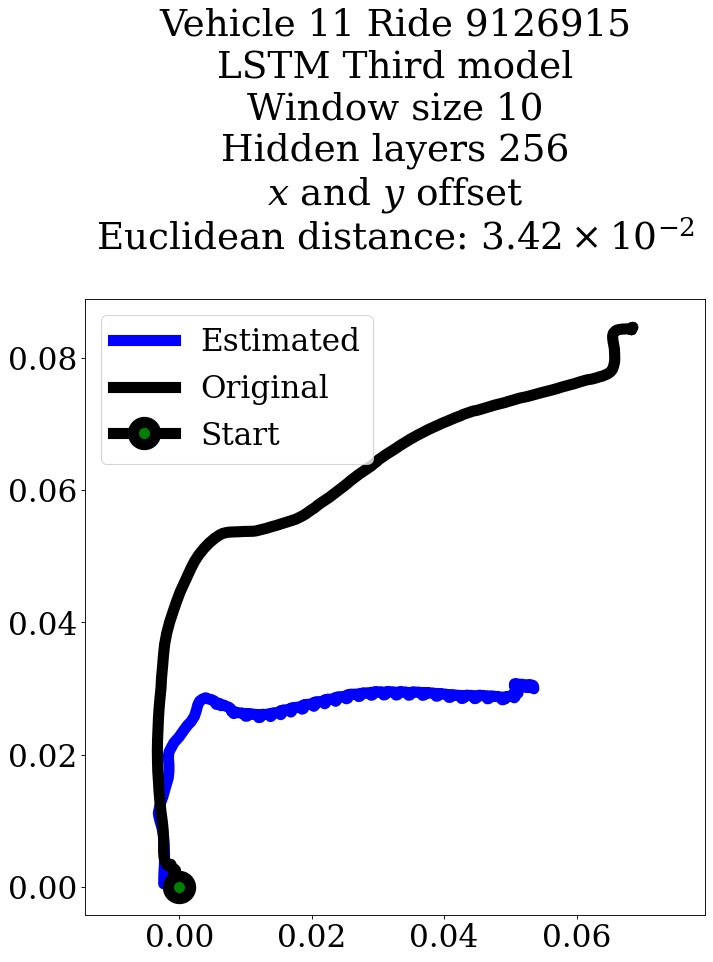 Vehicle 11 Ride 9126915
LSTM Third model
Window size 10
Hidden layers 256
x and y offset
Euclidean distance: 3.42 × 10⁻²
Estimated
Original
Start
0.08
0.06
0.04
0.02
0.00
0.00 0.02 0.04 0.06